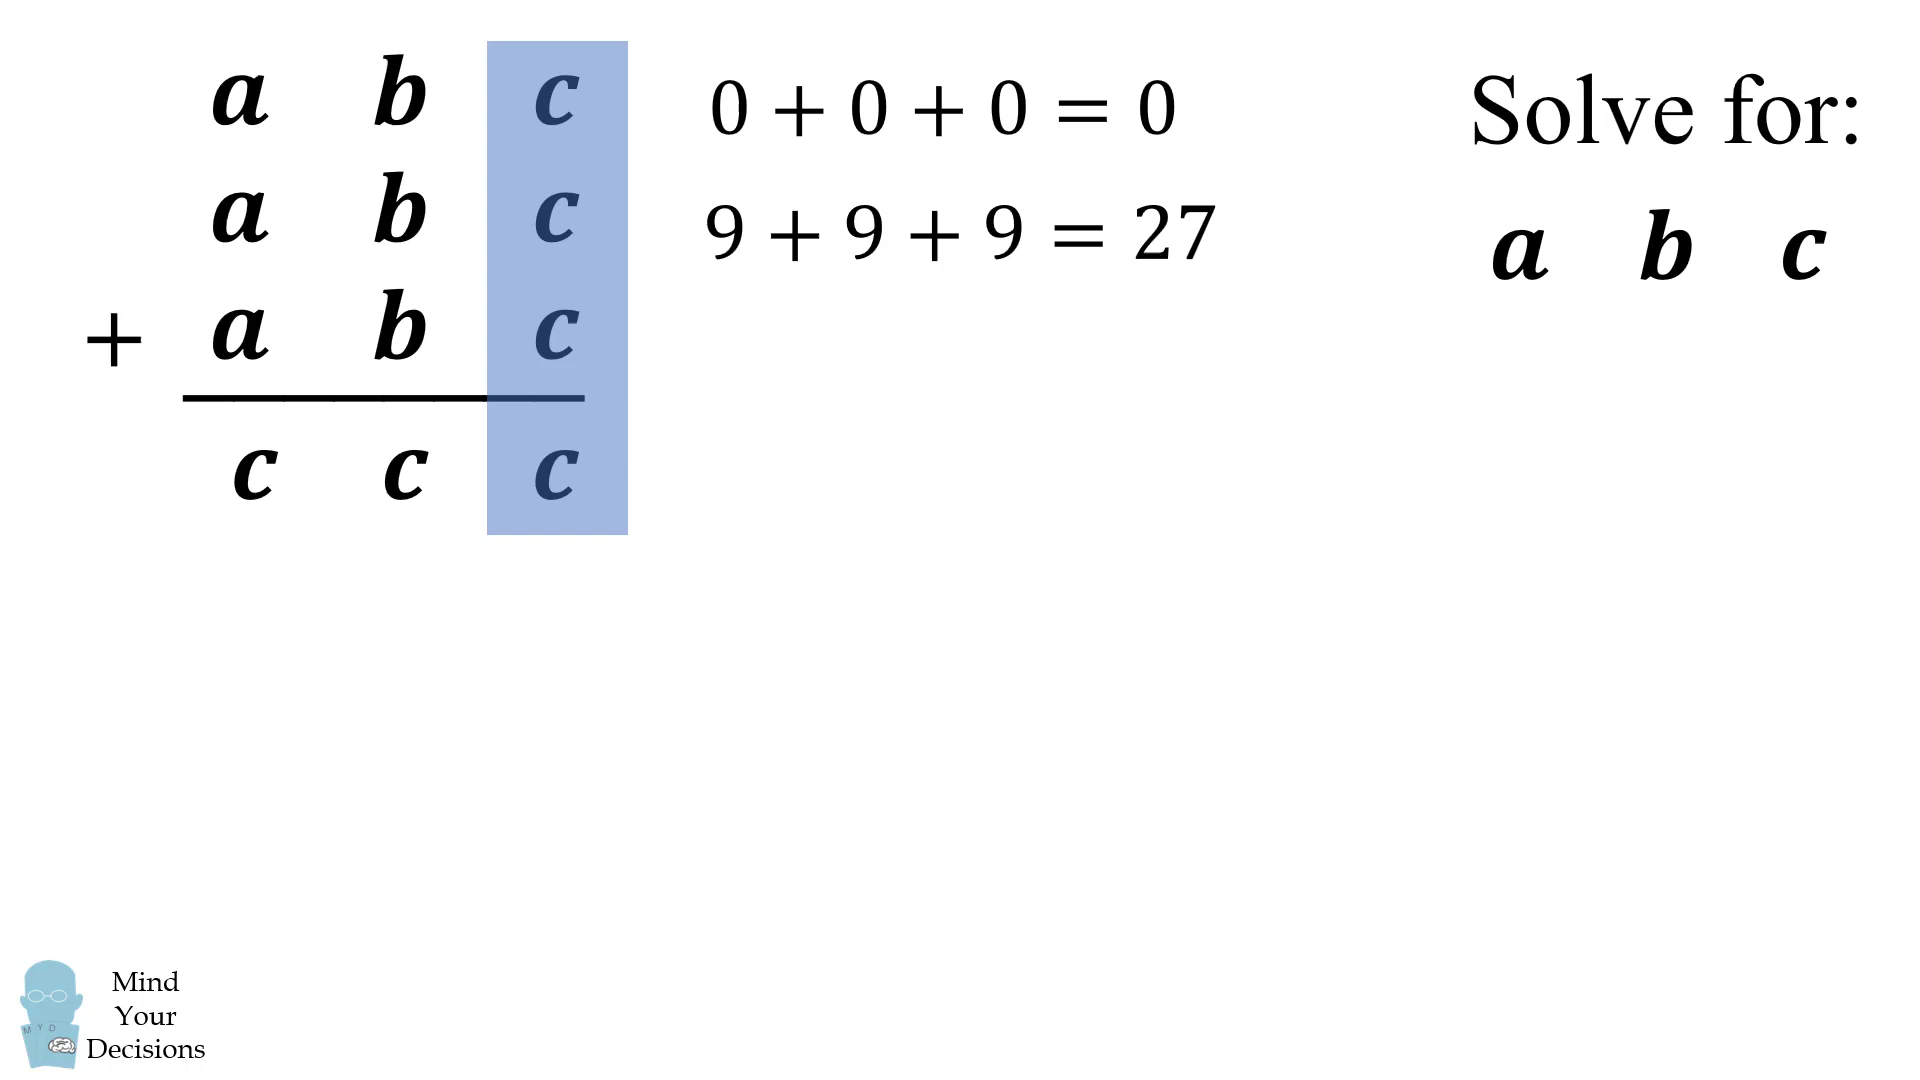 a b c
a b c
+ a b c
c c c
0 + 0 + 0 = 0
9 + 9 + 9 = 27
Solve for:
a b c
M Y D
Mind
Your
Decisions